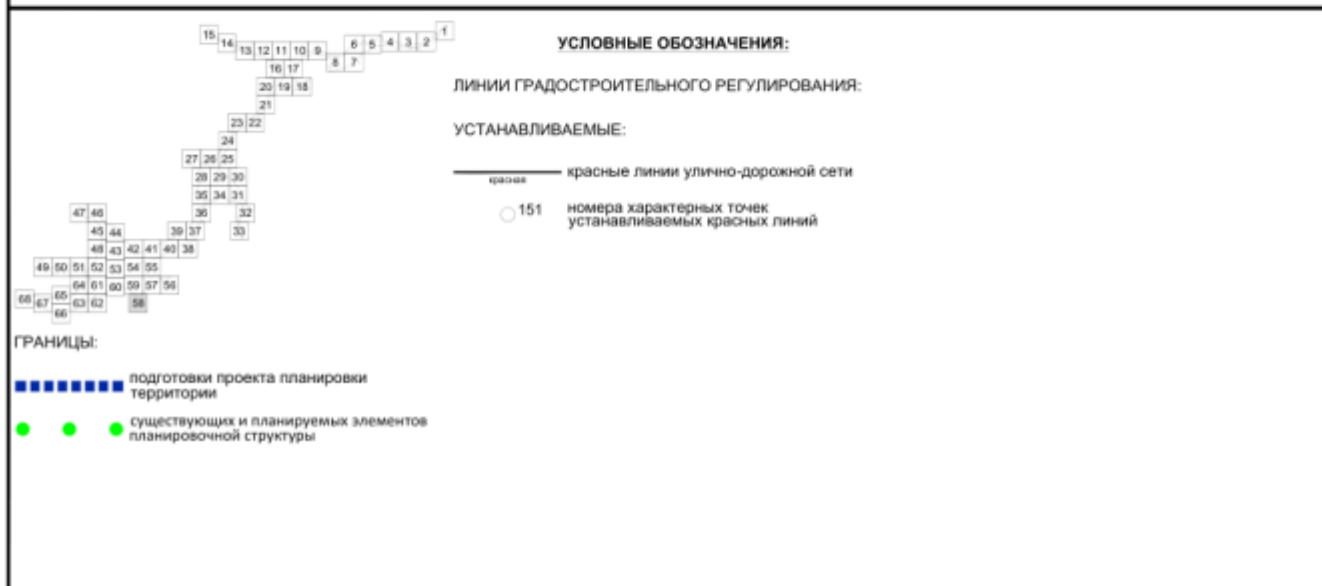 1
15 14 13 12 11 10 9 8 7 6 5 4 3 2
16 17
20 19 18
21
23 22
24
27 26 25
28 29 30
35 34 31
47 46 36 32
45 44 39 37 33
48 43 42 41 40 38
49 50 51 52 53 54 55
64 61 60 59 57 56
68 67 65 63 62 58
66
УСЛОВНЫЕ ОБОЗНАЧЕНИЯ:
ЛИНИИ ГРАДОСТРОИТЕЛЬНОГО РЕГУЛИРОВАНИЯ:
УСТАНАВЛИВАЕМЫЕ:
красная
красные линии улично-дорожной сети
151
номера характерных точек
устанавливаемых красных линий
ГРАНИЦЫ:
подготовки проекта планировки
территории
существующих и планируемых элементов
планировочной структуры